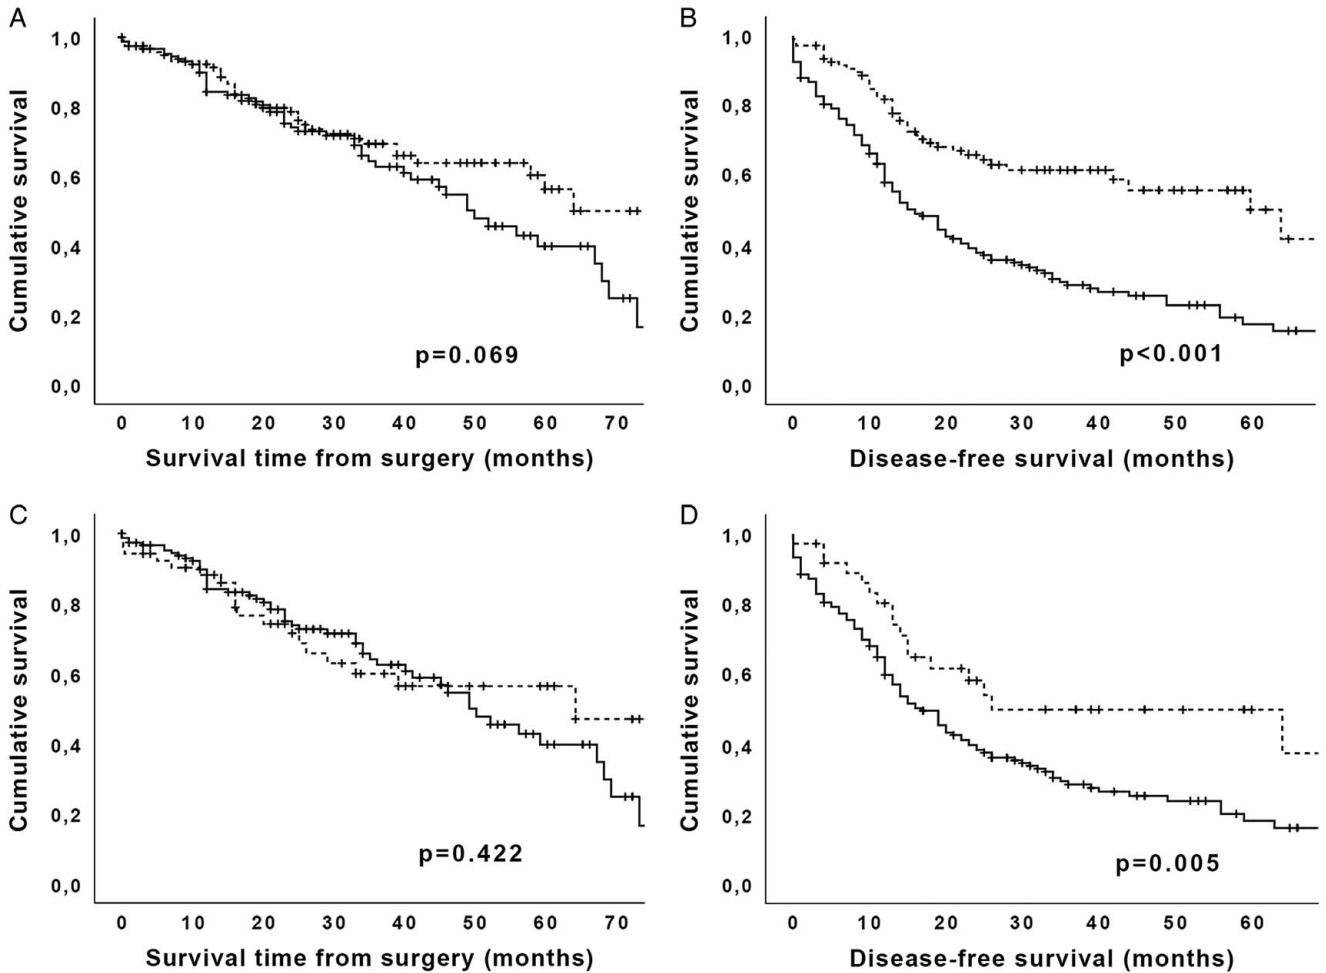 A
Cumulative survival
1,0
0,8
0,6
0,4
0,2
0,0
p=0.069
0 10 20 30 40 50 60 70
Survival time from surgery (months)
B
Cumulative survival
1,0
0,8
0,6
0,4
0,2
0,0
p<0.001
0 10 20 30 40 50 60
Disease-free survival (months)
C
Cumulative survival
1,0
0,8
0,6
0,4
0,2
0,0
p=0.422
0 10 20 30 40 50 60 70
Survival time from surgery (months)
D
Cumulative survival
1,0
0,8
0,6
0,4
0,2
0,0
p=0.005
0 10 20 30 40 50 60
Disease-free survival (months)